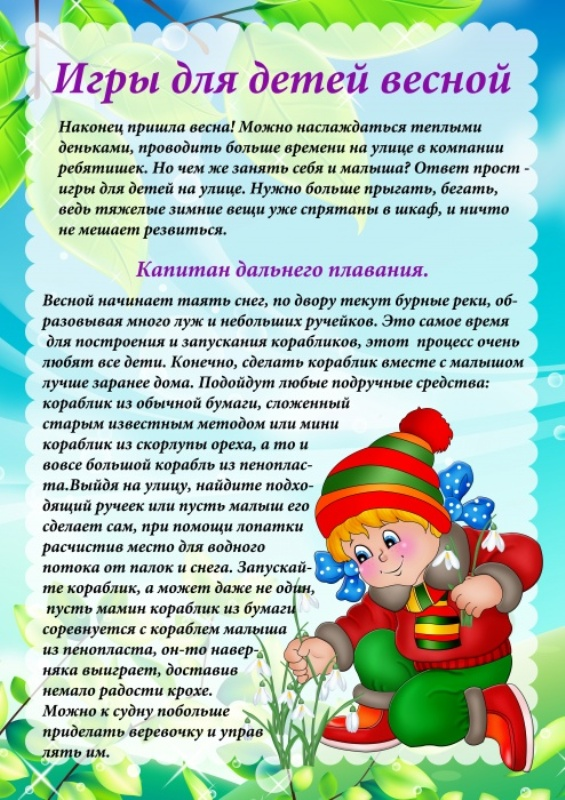 Игры для детей весной
Наконец пришла весна! Можно наслаждаться теплыми
деньками, проводить больше времени на улице в компании
ребятишек. Но чем же занять себя и малыша? Ответ прост -
игры для детей на улице. Нужно больше прыгать, бегать,
ведь тяжелые зимние вещи уже спрятаны в шкаф, и ничто
не мешает резвиться.
Капитан дальнего плавания.
Весной начинает таять снег, по двору текут бурные реки, об-
разовывая много луж и небольших ручейков. Это самое время
для построения и запускания корабликов, этот процесс очень
любят все дети. Конечно, сделать кораблик вместе с малышом
лучше заранее дома. Подойдут любые подручные средства:
кораблик из обычной бумаги, сложенный
старым известным методом или мини
кораблик из скорлупы ореха, а то и
вовсе большой корабль из пеноплас-
та.Выйдя на улицу, найдите подхо-
дящий ручеек или пусть малыш его
сделает сам, при помощи лопатки
расчистив место для водного
потока от палок и снега. Запускай-
те кораблик, а может даже не один,
пусть мамин кораблик из бумаги
соревнуется с кораблем малыша
из пенопласта, он-то навер-
няка выиграет, доставив
немало радости крохе.
Можно к судну побольше
приделать веревочку и управ
лять им.